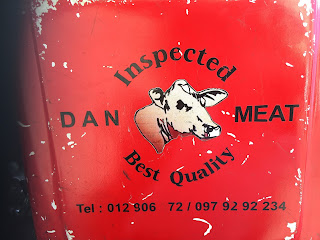 Inspected
DAN MEAT
Best Quality
Tel : 012 906 72 / 097 92 92 234